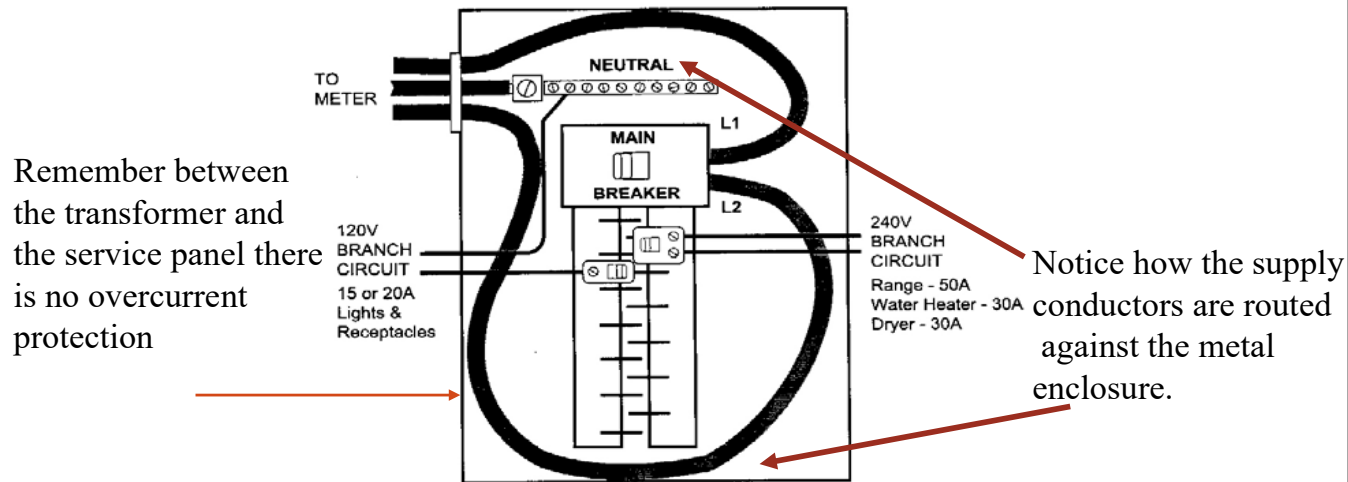 TO
METER
NEUTRAL
L1
MAIN
BREAKER
L2
Remember between
the transformer and
the service panel there
is no overcurrent
protection
120V
BRANCH
CIRCUIT
15 or 20A
Lights &
Receptacles
240V
BRANCH
CIRCUIT
Range - 50A
Water Heater - 30A
Dryer - 30A
Notice how the supply
conductors are routed
against the metal
enclosure.